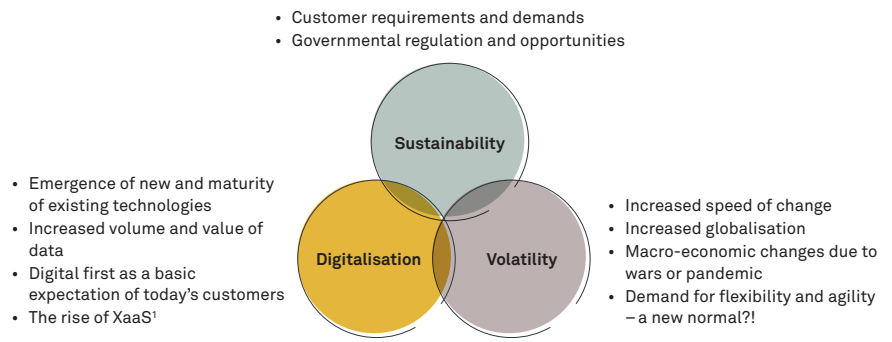 • Customer requirements and demands
• Governmental regulation and opportunities
Sustainability
• Emergence of new and maturity
of existing technologies
• Increased volume and value of
data
• Digital first as a basic
expectation of today's customers
• The rise of XaaS¹
Digitalisation
Volatility
• Increased speed of change
• Increased globalisation
• Macro-economic changes due to
wars or pandemic
• Demand for flexibility and agility
– a new normal?!